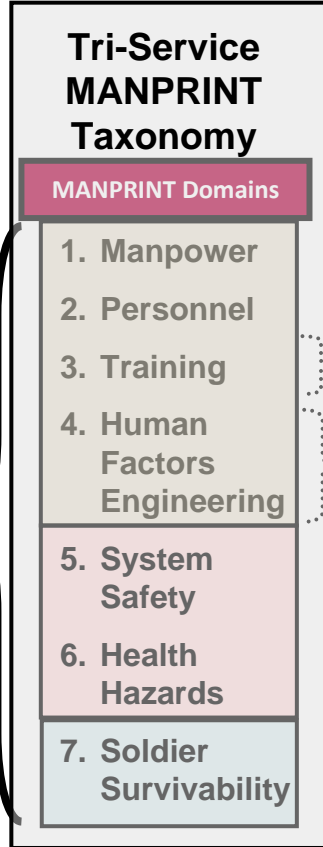 Tri-Service
MANPRINT
Taxonomy
MANPRINT Domains
1. Manpower
2. Personnel
3. Training
4. Human
Factors
Engineering
5. System
Safety
6. Health
Hazards
7. Soldier
Survivability